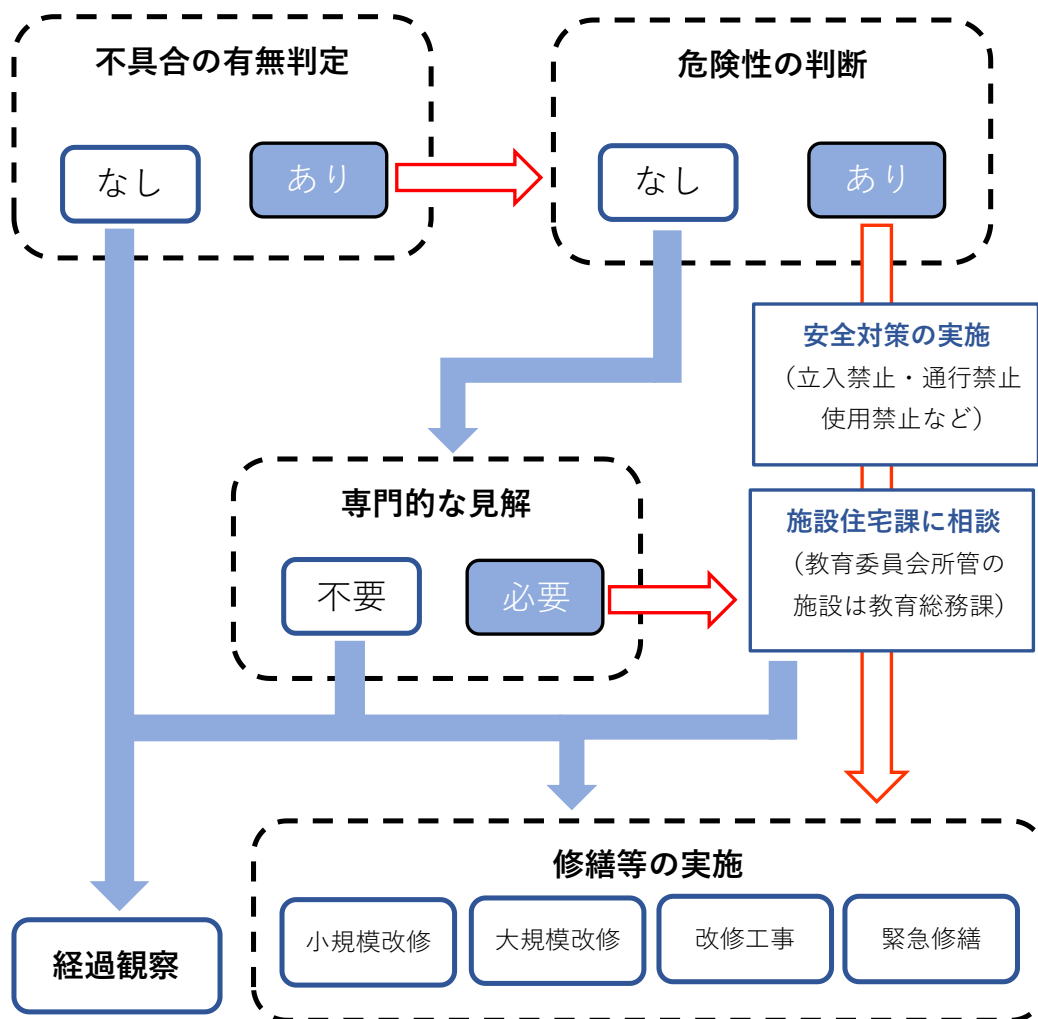 不具合の有無判定
なし
あり
危険性の判断
なし
あり
安全対策の実施
（立入禁止・通行禁止
使用禁止など）
専門的な見解
不要
必要
施設住宅課に相談
（教育委員会所管の
施設は教育総務課）
修繕等の実施
小規模改修
大規模改修
改修工事
緊急修繕
経過観察